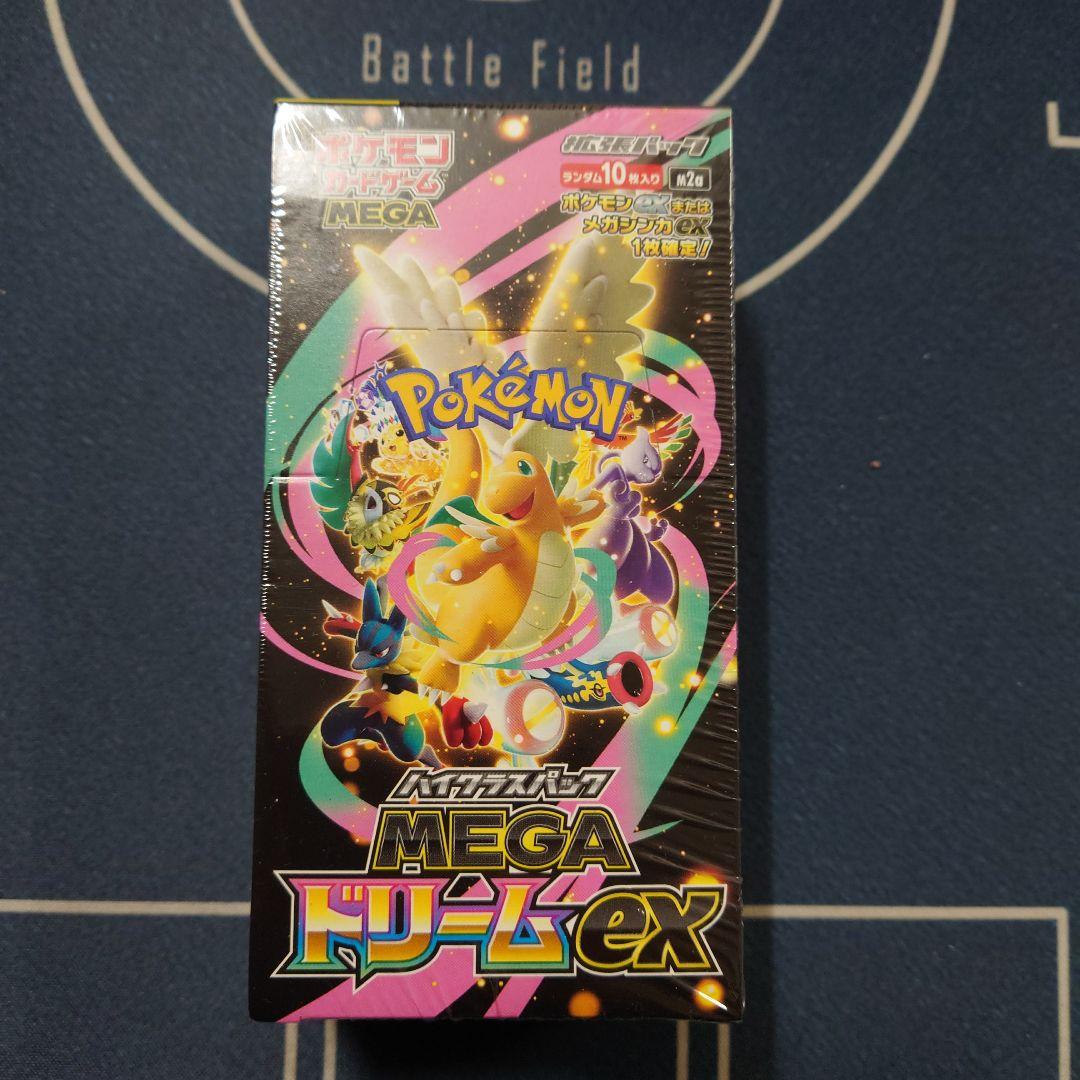 Battle Field
ポケモン
カードゲーム™
MEGA
拡張パック
ランダム10枚入り M2a
ポケモンexまたは
メガシンカex
1枚確定!
POKéMON™
ハイクラスパック
MEGA
ドリームex